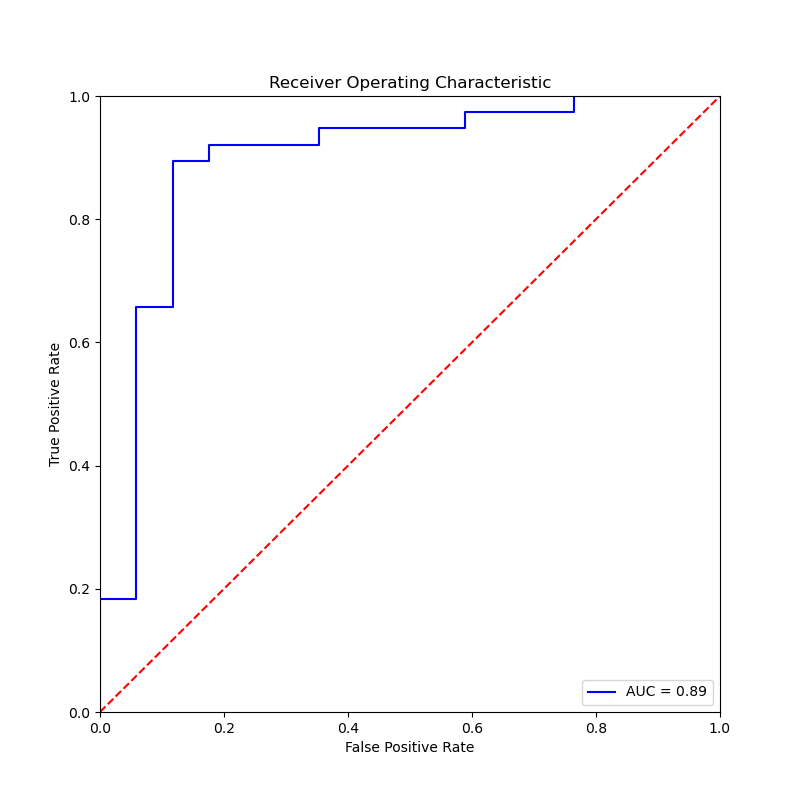 Receiver Operating Characteristic
1.0
0.8
0.6
0.4
0.2
0.0
True Positive Rate
AUC = 0.89
0.0 0.2 0.4 0.6 0.8 1.0
False Positive Rate